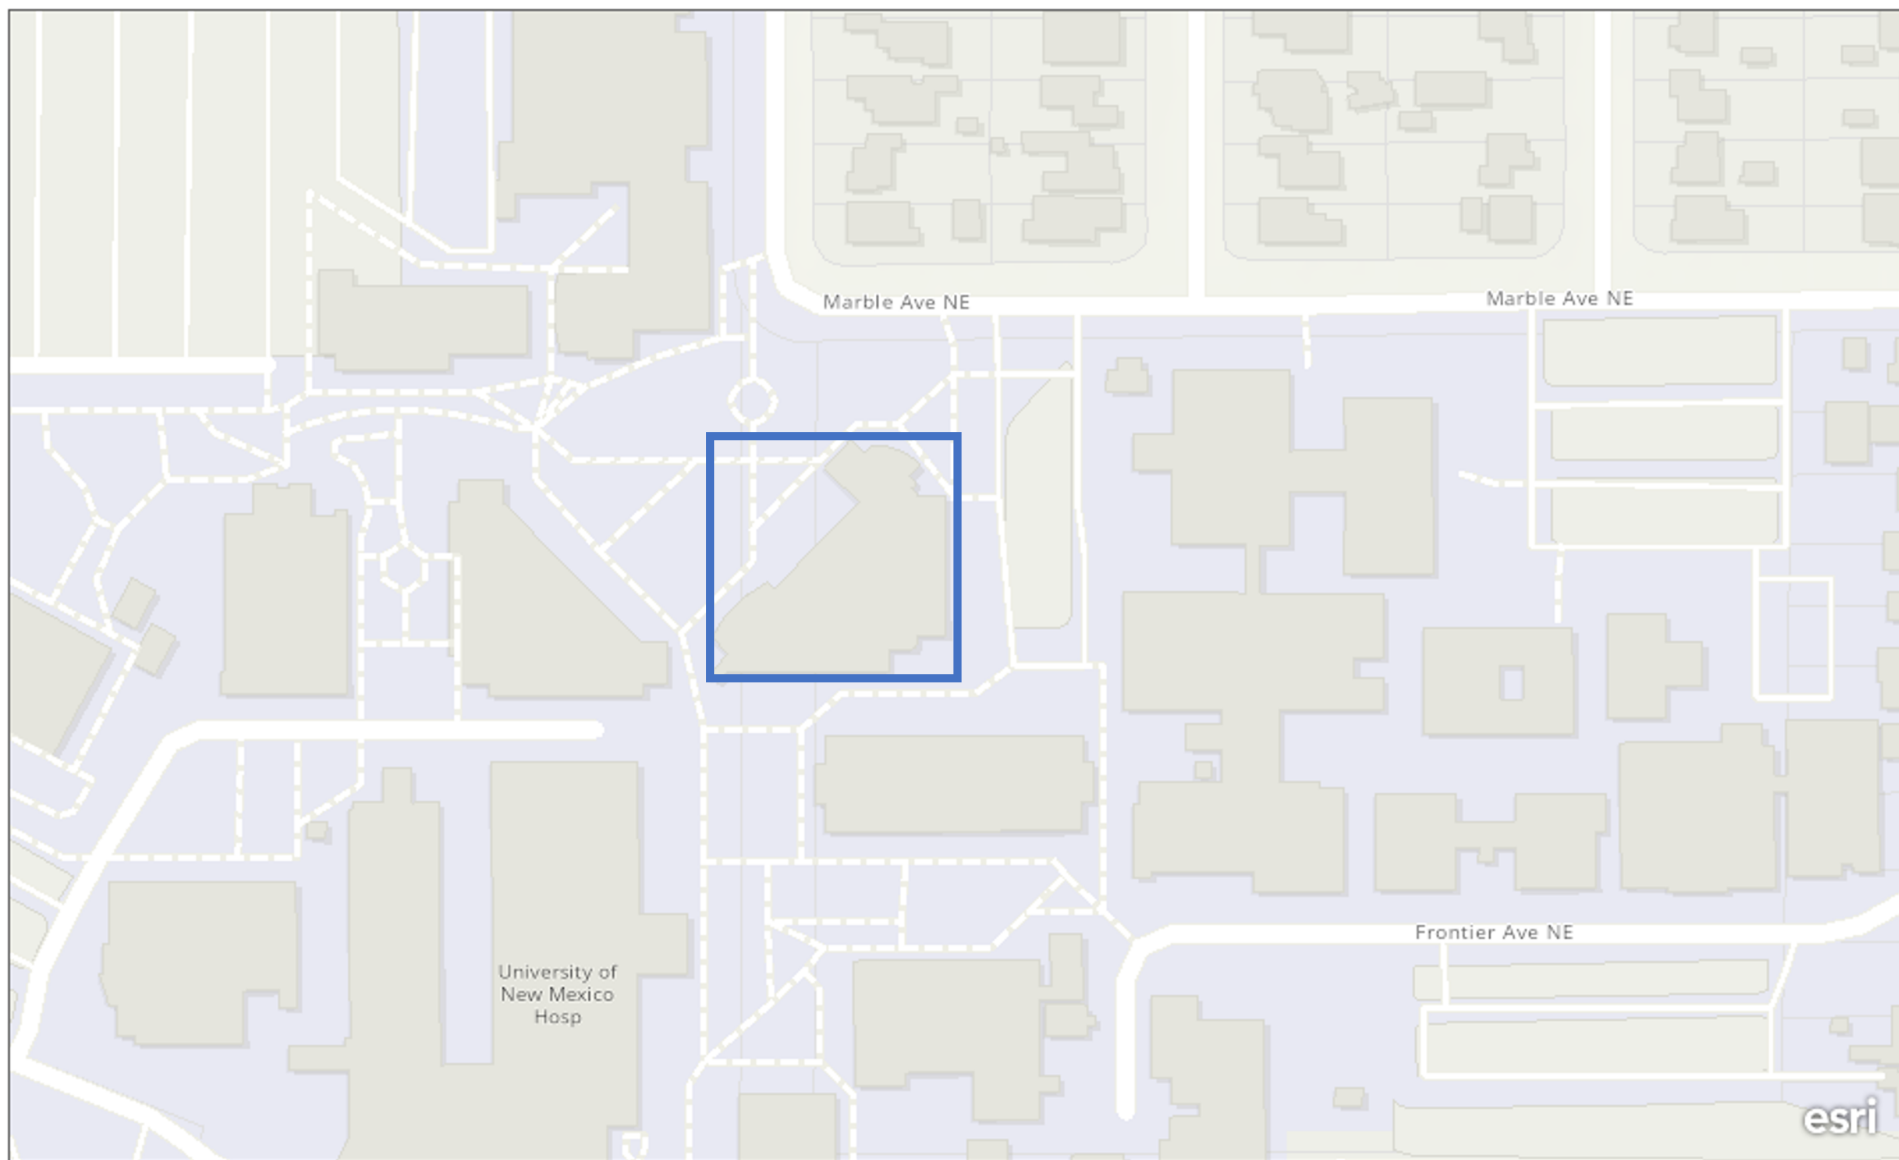 Marble Ave NE
Marble Ave NE
Frontier Ave NE
University of
New Mexico
Hosp
esri